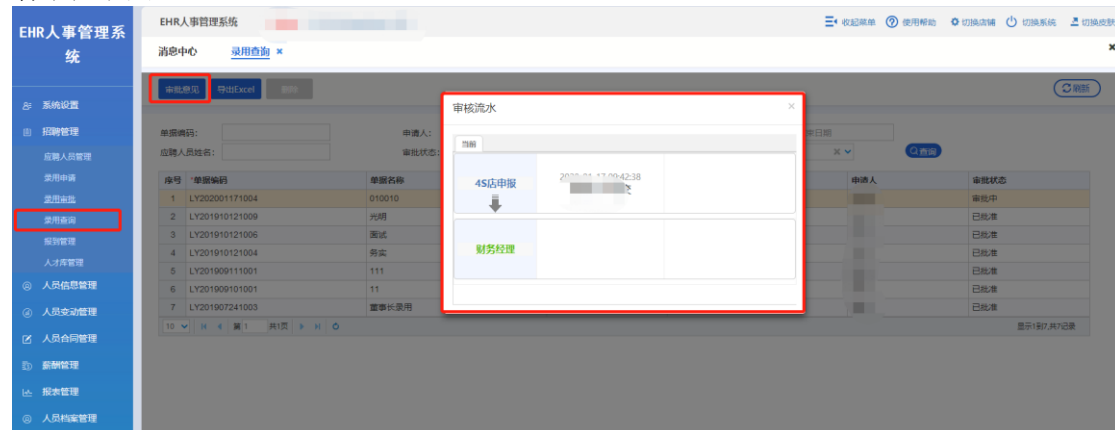 EHR人事管理系
统
系统设置
招聘管理
应聘人员管理
录用申请
录用审批
录用查询
报到管理
人才库管理
人员信息管理
人员变动管理
人员合同管理
薪酬管理
报表管理
人员档案管理
EHR人事管理系统
收起菜单 使用帮助 切换店铺 切换系统 切换皮肤
消息中心 录用查询 × ×
审批意见 导出Excel 删除 刷新
单据编码: 申请人: 束日期
应聘人员姓名: 审批状态: 查询
序号 *单据编码 单据名称 申请人 审批状态
1 LY202001171004 010010 审批中
2 LY201910121009 光明 已批准
3 LY201910121006 面试 已批准
4 LY201910121004 务实 已批准
5 LY201909111001 111 已批准
6 LY201909101001 11 已批准
7 LY201907241003 董事长录用 已批准
10 第1 共1页 显示1到7,共7记录
审核流水 ×
当前
4S店申报
财务经理